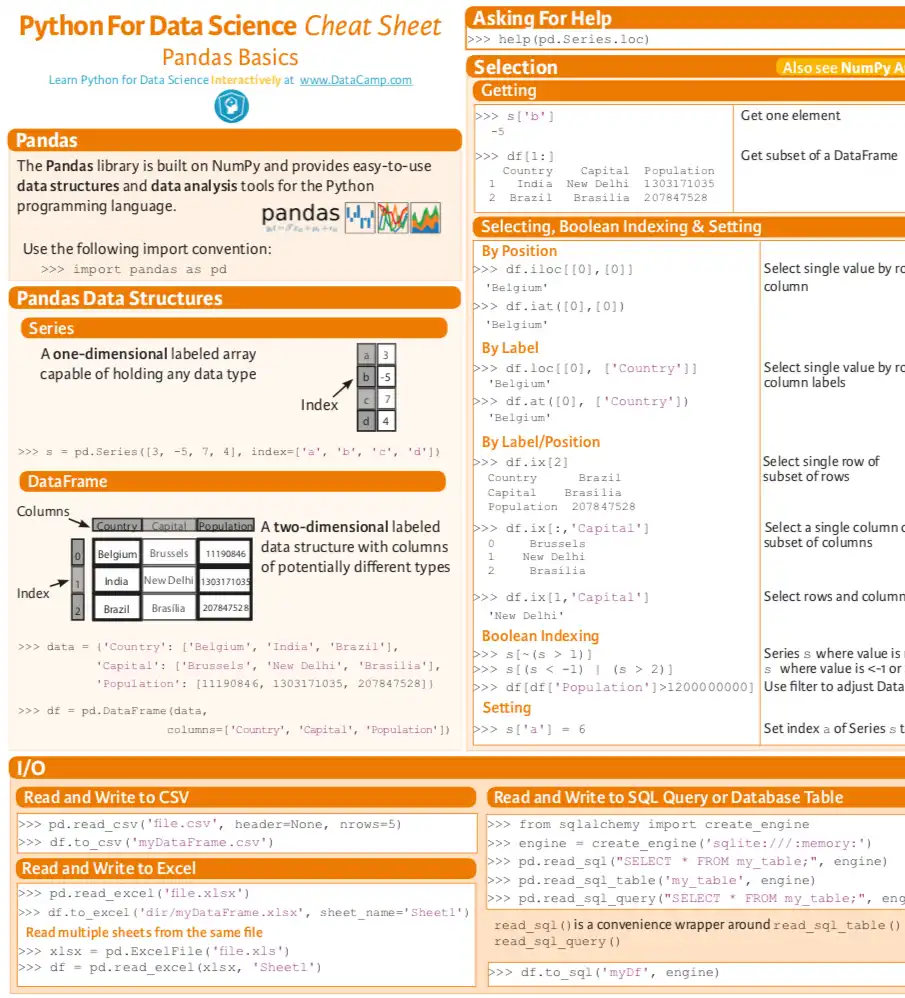 Python For Data Science Cheat Sheet
Pandas Basics
Learn Python for Data Science Interactively at www.DataCamp.com
Pandas
The Pandas library is built on NumPy and provides easy-to-use
data structures and data analysis tools for the Python
programming language.
pandas
Use the following import convention:
>>> import pandas as pd
Pandas Data Structures
Series
A one-dimensional labeled array
capable of holding any data type
Index
a 3
b -5
c 7
d 4
>>> s = pd.Series([3, -5, 7, 4], index=['a', 'b', 'c', 'd'])
DataFrame
Columns
Country Capital Population
Index
0 Belgium Brussels 11190846
1 India New Delhi 1303171035
2 Brazil Brasília 207847528
A two-dimensional labeled
data structure with columns
of potentially different types
>>> data = {'Country': ['Belgium', 'India', 'Brazil'],
'Capital': ['Brussels', 'New Delhi', 'Brasília'],
'Population': [11190846, 1303171035, 207847528]}
>>> df = pd.DataFrame(data,
columns=['Country', 'Capital', 'Population'])
Asking For Help
>>> help(pd.Series.loc)
Selection
Also see NumPy A
Getting
>>> s['b']
-5
Get one element
>>> df[1:]
Country Capital Population
1 India New Delhi 1303171035
2 Brazil Brasília 207847528
Get subset of a DataFrame
Selecting, Boolean Indexing & Setting
By Position
>>> df.iloc[[0],[0]]
'Belgium'
>>> df.iat([0],[0])
'Belgium'
Select single value by ro
column
By Label
>>> df.loc[[0], ['Country']]
'Belgium'
>>> df.at([0], ['Country'])
'Belgium'
Select single value by ro
column labels
By Label/Position
>>> df.ix[2]
Country Brazil
Capital Brasília
Population 207847528
Select single row of
subset of rows
>>> df.ix[:,'Capital']
0 Brussels
1 New Delhi
2 Brasília
Select a single column o
subset of columns
>>> df.ix[1,'Capital']
'New Delhi'
Select rows and column
Boolean Indexing
>>> s[~(s > 1)]
Series s where value is
>>> s[(s < -1) | (s > 2)]
s where value is <-1 or
>>> df[df['Population']>1200000000]
Use filter to adjust Data
Setting
>>> s['a'] = 6
Set index a of Series s t
I/O
Read and Write to CSV
>>> pd.read_csv('file.csv', header=None, nrows=5)
>>> df.to_csv('myDataFrame.csv')
Read and Write to Excel
>>> pd.read_excel('file.xlsx')
>>> df.to_excel('dir/myDataFrame.xlsx', sheet_name='Sheet1')
Read multiple sheets from the same file
>>> xlsx = pd.ExcelFile('file.xls')
>>> df = pd.read_excel(xlsx, 'Sheet1')
Read and Write to SQL Query or Database Table
>>> from sqlalchemy import create_engine
>>> engine = create_engine('sqlite:///:memory:')
>>> pd.read_sql("SELECT * FROM my_table;", engine)
>>> pd.read_sql_table('my_table', engine)
>>> pd.read_sql_query("SELECT * FROM my_table;", eng
read_sql() is a convenience wrapper around read_sql_table()
read_sql_query()
>>> df.to_sql('myDf', engine)